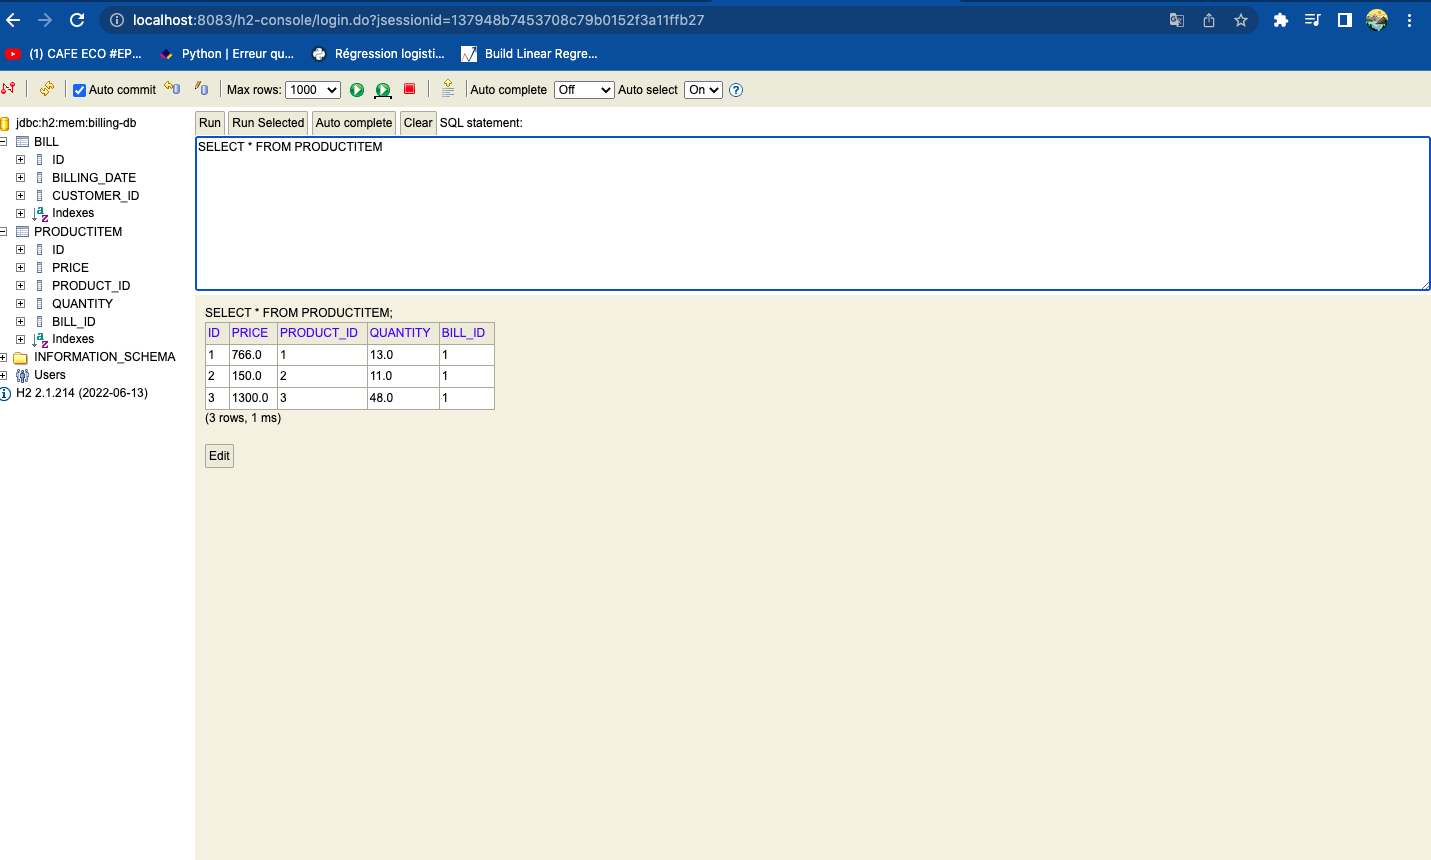 localhost:8083/h2-console/login.do?jsessionid=137948b7453708c79b0152f3a11ffb27
(1) CAFE ECO #EP... Python | Erreur qu... Régression logisti... Build Linear Regre...
Auto commit Max rows: 1000 Auto complete Off Auto select On ?
jdbc:h2:mem:billing-db
BILL
ID
BILLING_DATE
CUSTOMER_ID
Indexes
PRODUCTITEM
ID
PRICE
PRODUCT_ID
QUANTITY
BILL_ID
Indexes
INFORMATION_SCHEMA
Users
H2 2.1.214 (2022-06-13)
Run Run Selected Auto complete Clear SQL statement:
SELECT * FROM PRODUCTITEM
SELECT * FROM PRODUCTITEM;
ID PRICE PRODUCT_ID QUANTITY BILL_ID
1 766.0 1 13.0 1
2 150.0 2 11.0 1
3 1300.0 3 48.0 1
(3 rows, 1 ms)
Edit